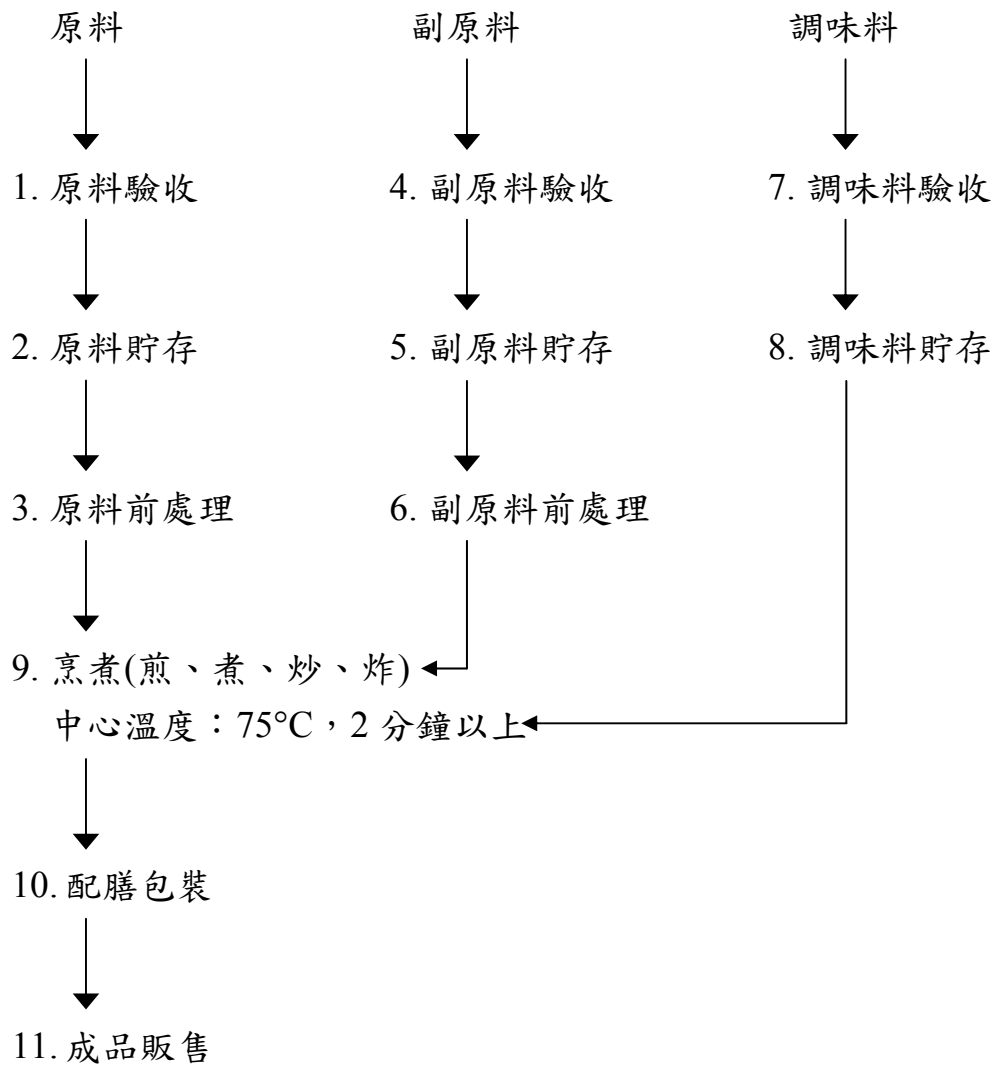 原料 副原料 調味料
1. 原料驗收 4. 副原料驗收 7. 調味料驗收
2. 原料貯存 5. 副原料貯存 8. 調味料貯存
3. 原料前處理 6. 副原料前處理
9. 烹煮(煎、煮、炒、炸)
中心溫度：75°C，2 分鐘以上
10. 配膳包裝
11. 成品販售